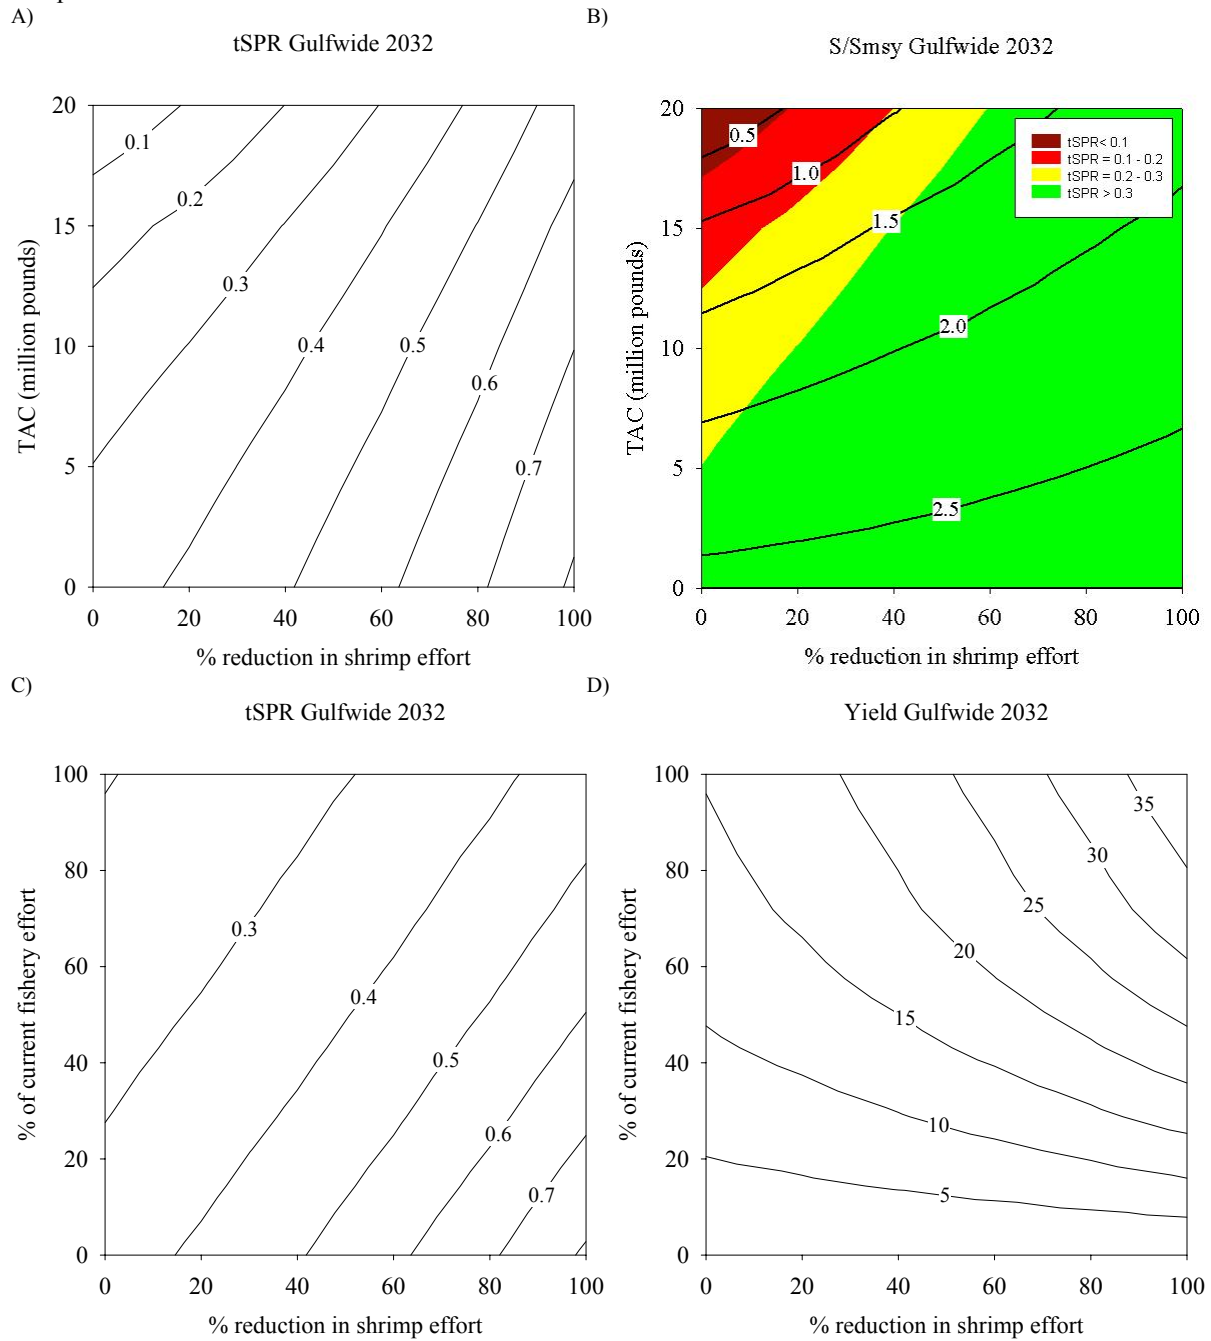 A)
tSPR Gulfwide 2032
TAC (million pounds)
20
15
10
5
0
0.1
0.2
0.3
0.4
0.5
0.6
0.7
0 20 40 60 80 100
% reduction in shrimp effort
B)
S/Smsy Gulfwide 2032
TAC (million pounds)
20
15
10
5
0
0.5
1.0
1.5
2.0
2.5
tSPR< 0.1
tSPR = 0.1 - 0.2
tSPR = 0.2 - 0.3
tSPR > 0.3
0 20 40 60 80 100
% reduction in shrimp effort
C)
tSPR Gulfwide 2032
% of current fishery effort
100
80
60
40
20
0
0.3
0.4
0.5
0.6
0.7
0 20 40 60 80 100
% reduction in shrimp effort
D)
Yield Gulfwide 2032
% of current fishery effort
100
80
60
40
20
0
35
30
25
20
15
10
5
0 20 40 60 80 100
% reduction in shrimp effort